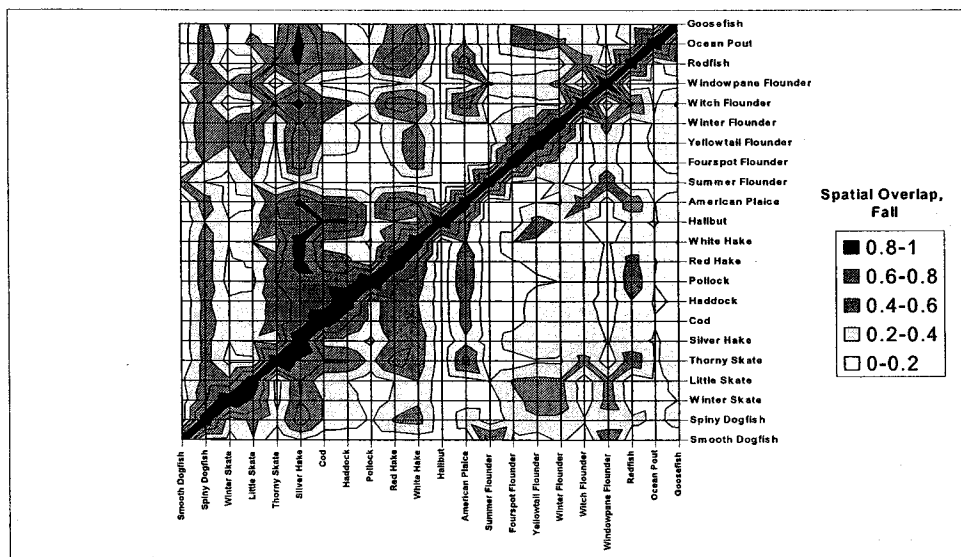 Goosefish
Ocean Pout
Redfish
Windowpane Flounder
Witch Flounder
Winter Flounder
Yellowtail Flounder
Fourspot Flounder
Summer Flounder
American Plaice
Halibut
White Hake
Red Hake
Pollock
Haddock
Cod
Silver Hake
Thorny Skate
Little Skate
Winter Skate
Spiny Dogfish
Smooth Dogfish
Spatial Overlap,
Fall
0.8-1
0.6-0.8
0.4-0.6
0.2-0.4
0-0.2
Smooth Dogfish
Spiny Dogfish
Winter Skate
Little Skate
Thorny Skate
Silver Hake
Cod
Haddock
Pollock
Red Hake
White Hake
Halibut
American Plaice
Summer Flounder
Fourspot Flounder
Yellowtail Flounder
Winter Flounder
Witch Flounder
Windowpane Flounder
Redfish
Ocean Pout
Goosefish